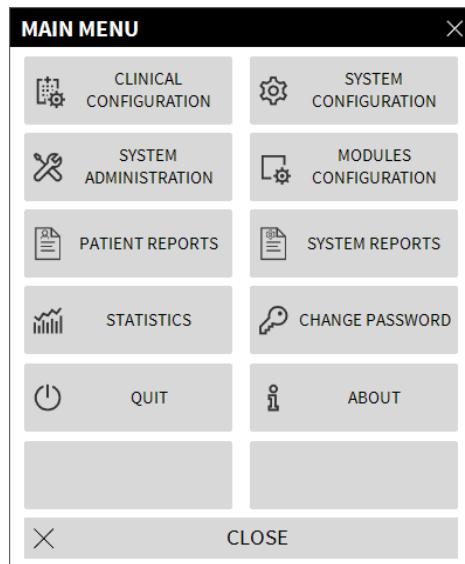 MAIN MENU
CLINICAL
CONFIGURATION
SYSTEM
CONFIGURATION
SYSTEM
ADMINISTRATION
MODULES
CONFIGURATION
PATIENT REPORTS
SYSTEM REPORTS
STATISTICS
CHANGE PASSWORD
QUIT
ABOUT
CLOSE